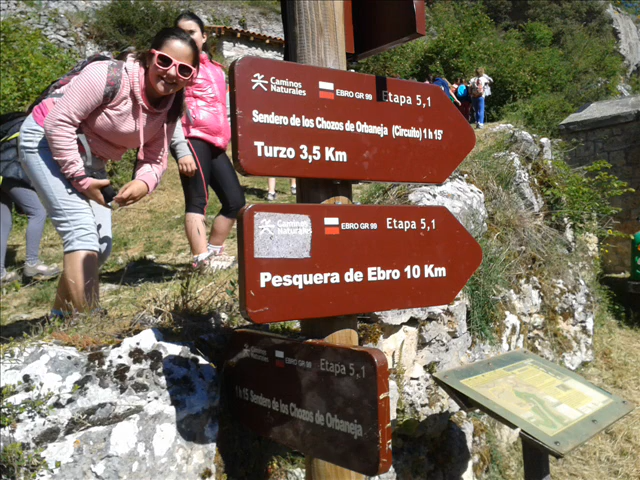 Caminos
Naturales
EBRO GR 99
Etapa 5,1
Sendero de los Chozos de Orbaneja (Circuito) 1 h 15'
Turzo 3,5 Km
Caminos
Naturales
EBRO GR 99
Etapa 5,1
Pesquera de Ebro 10 Km
Caminos
Naturales
EBRO GR 99
Etapa 5.1
1 h 15 Sendero de los Chozos de Orbaneja